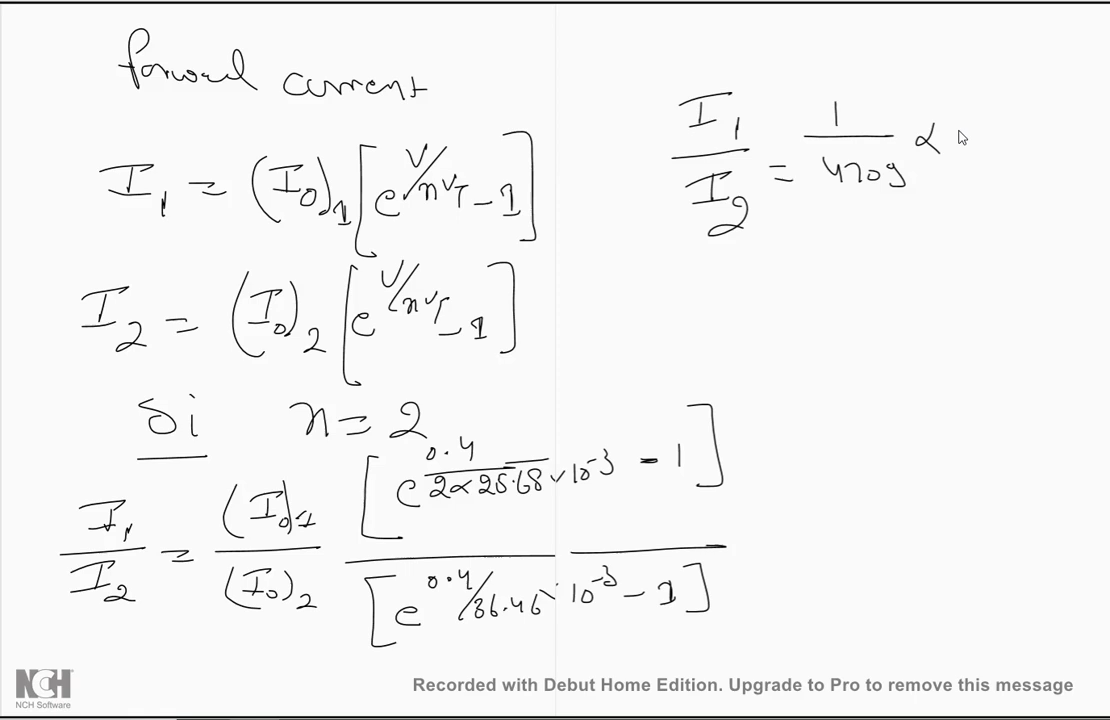 forward current
I₁ = (I₀)₁ [e^(V/nVT) - 1]
I₂ = (I₀)₂ [e^(V/nVT) - 1]
Si n = 2
I₁/I₂ = (I₀)₁/(I₀)₂ [e^(0.4/(2×25.68×10⁻³)) - 1] / [e^(0.4/36.46×10⁻³) - 1]
I₁/I₂ = 1/4709 ×
NCH
NCH Software
Recorded with Debut Home Edition. Upgrade to Pro to remove this message